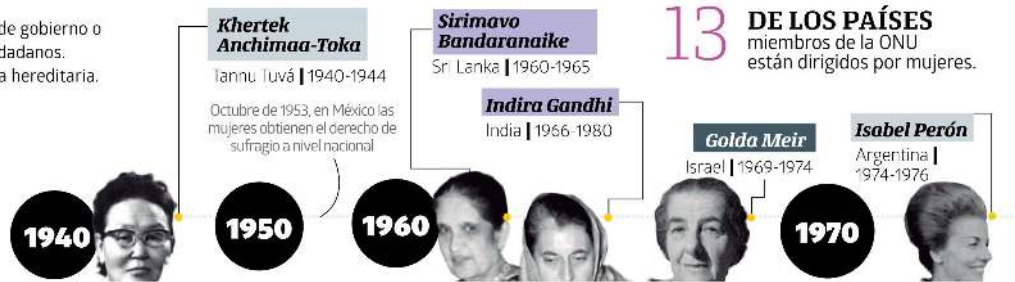 de gobierno o
dadanos.
a hereditaria.
Khertek
Anchimaa-Toka
Tannu Tuvá | 1940-1944
Octubre de 1953, en México las
mujeres obtienen el derecho de
sufragio a nivel nacional
Sirimavo
Bandaranaike
Sri Lanka | 1960-1965
Indira Gandhi
India | 1966-1980
13 DE LOS PAÍSES
miembros de la ONU
están dirigidos por mujeres.
Golda Meir
Israel | 1969-1974
Isabel Perón
Argentina |
1974-1976
1940
1950
1960
1970